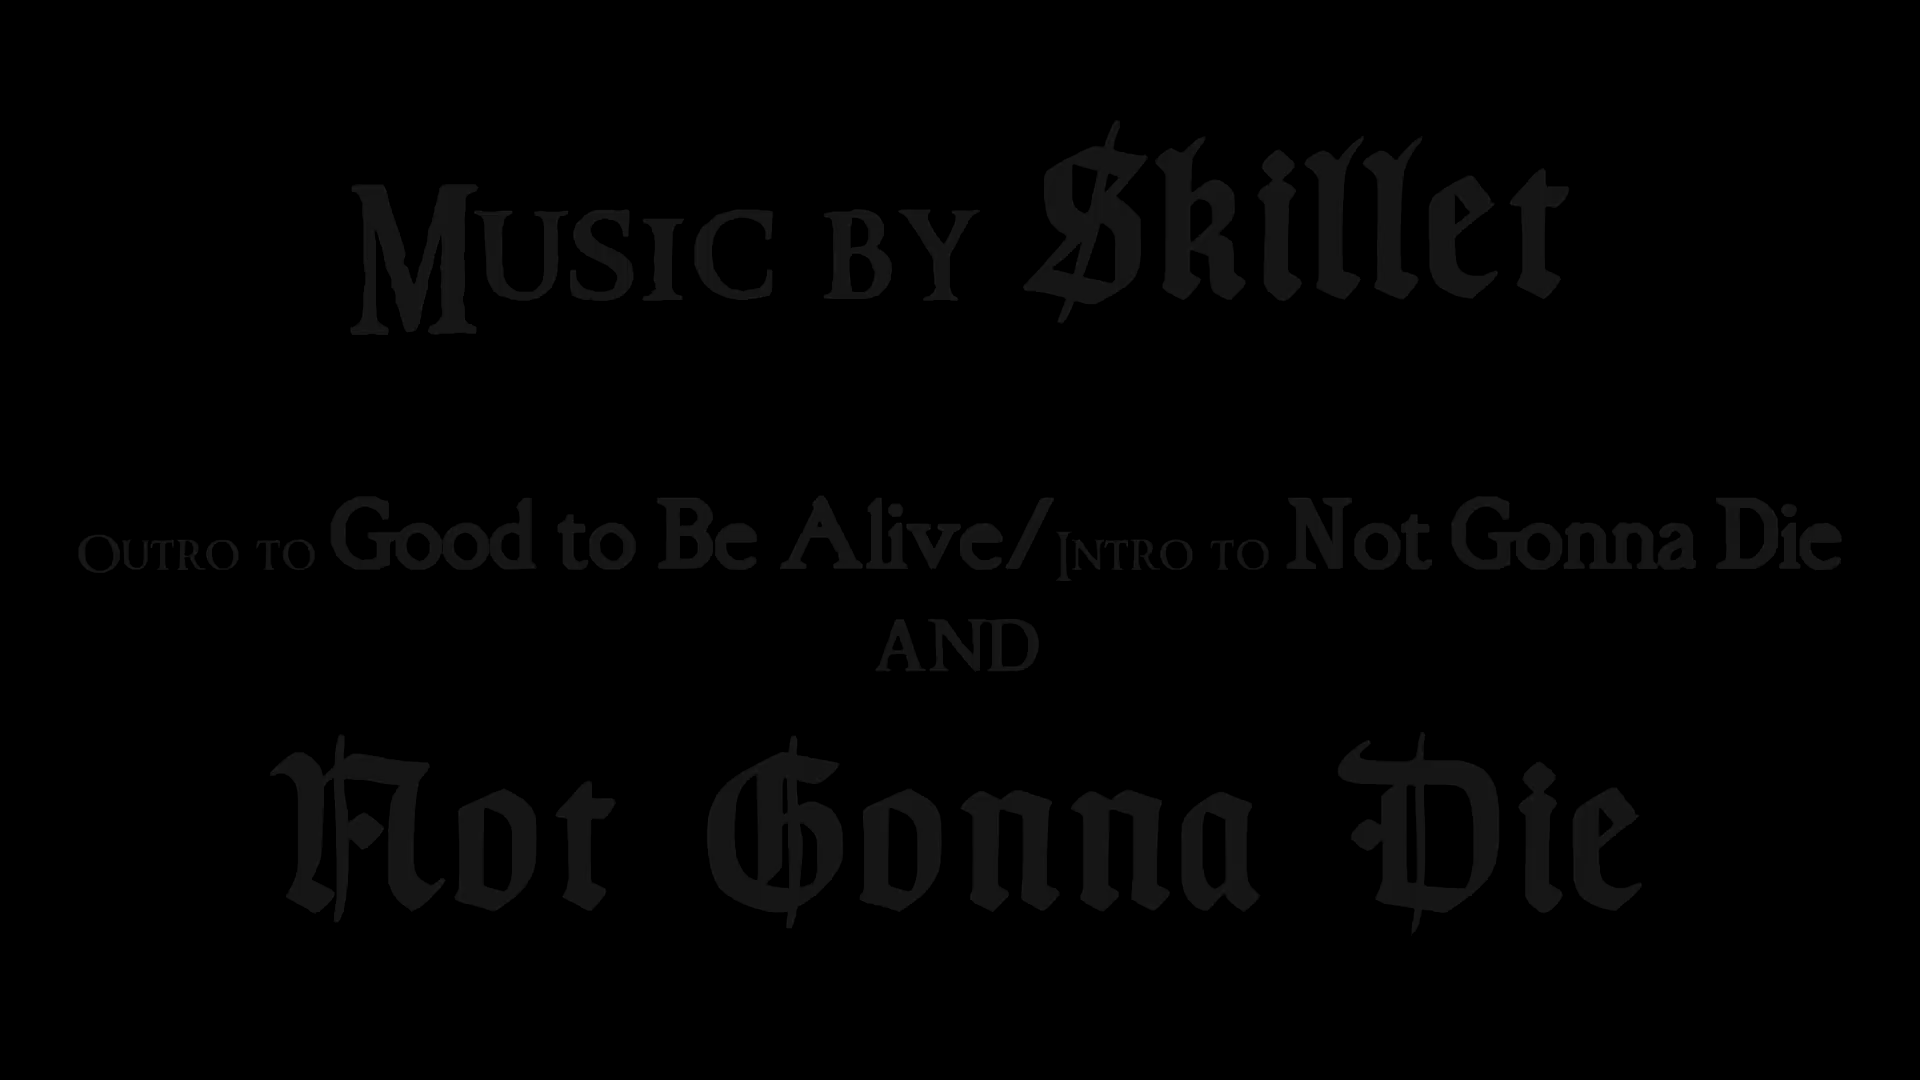 Music by Skillet
Outro to Good to Be Alive/Intro to Not Gonna Die
and
Not Gonna Die